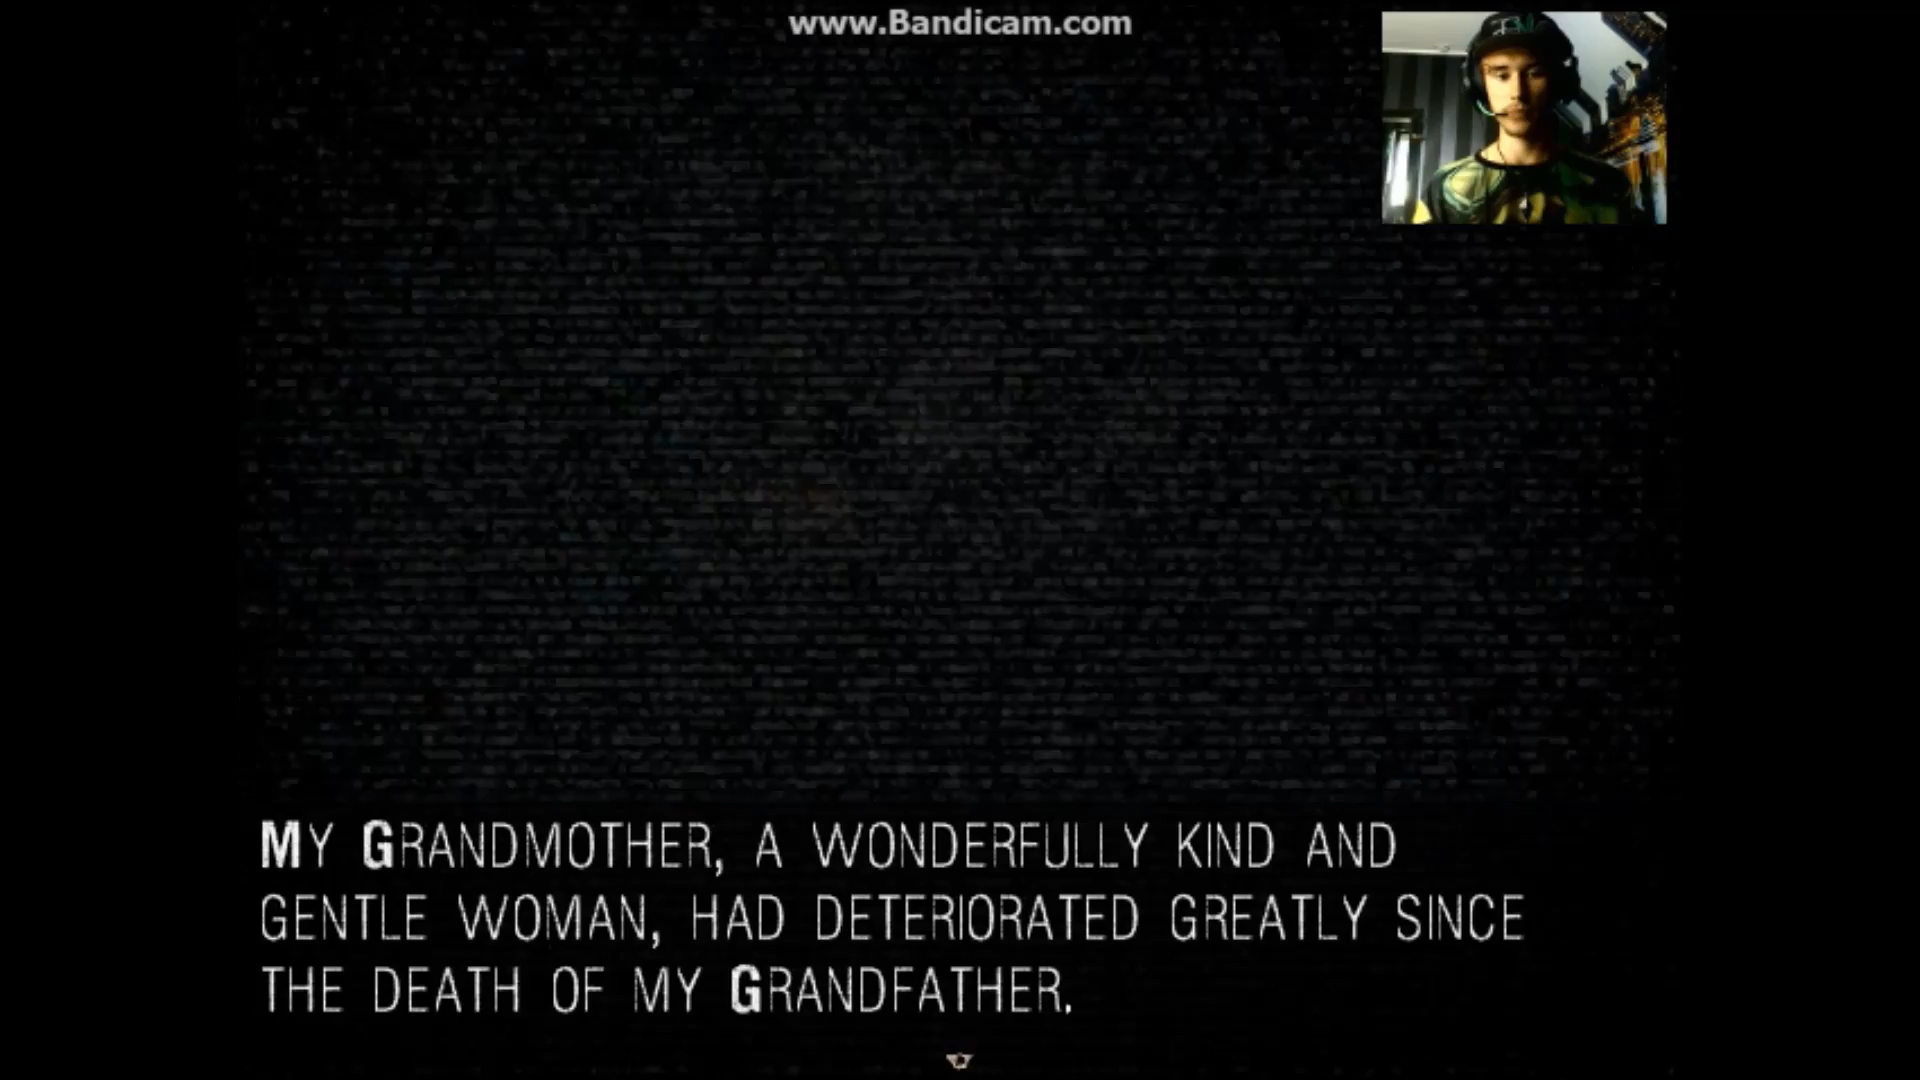 www.Bandicam.com
MY GRANDMOTHER, A WONDERFULLY KIND AND
GENTLE WOMAN, HAD DETERIORATED GREATLY SINCE
THE DEATH OF MY GRANDFATHER.